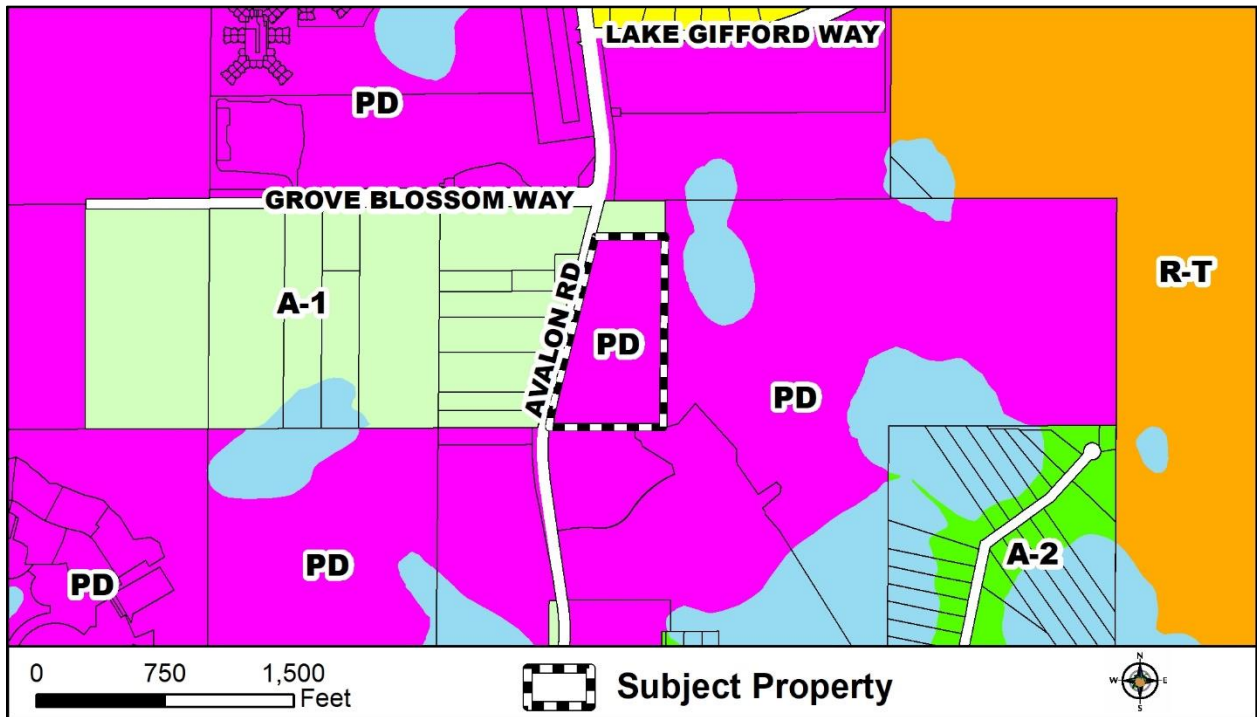 LAKE GIFFORD WAY
PD
GROVE BLOSSOM WAY
R-T
A-1
AVALON RD
PD
PD
A-2
PD
PD
0 750 1,500
Feet
Subject Property
N
W E
S